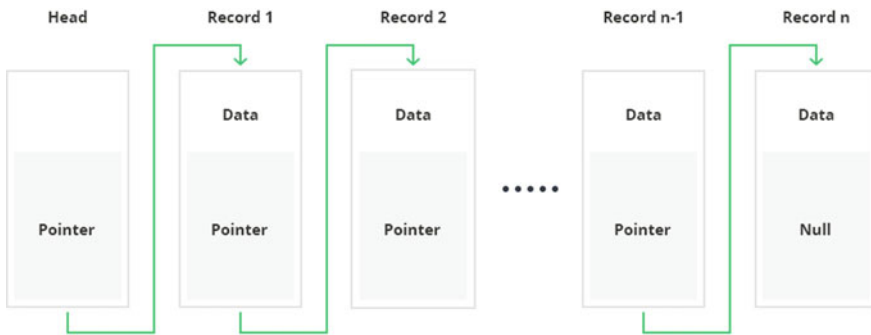 Head
Record 1
Record 2
Record n-1
Record n
Data
Data
Data
Data
Pointer
Pointer
Pointer
Pointer
Null